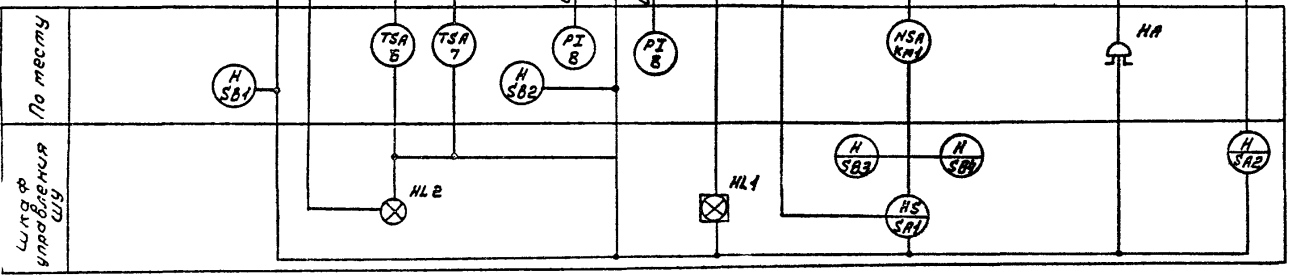 По месту
TSA
6
TSA
7
PI
8
PI
8
NSA
KM1
HA
H
SB1
H
SB2
Шкаф
управления
ШУ
H
SB3
H
SB4
H
SA2
HL2
HL1
HS
SA1